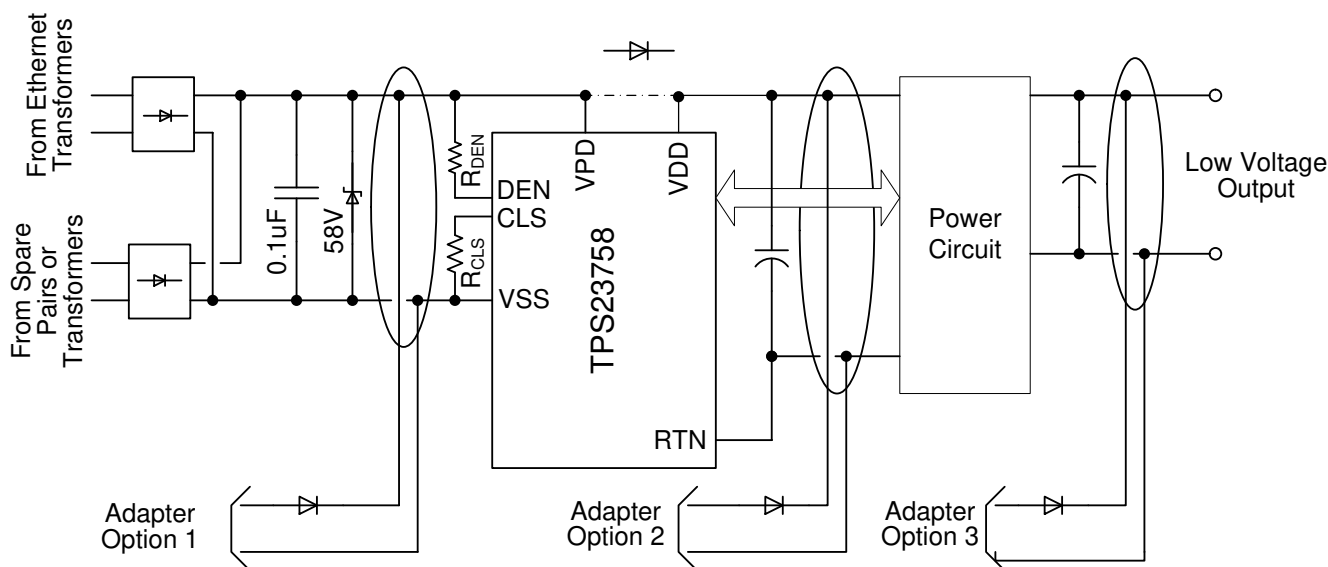 From Ethernet
Transformers
From Spare
Pairs or
Transformers
0.1uF
58V
RDEN
RCLS
DEN
CLS
VSS
VPD
VDD
TPS23758
RTN
Power
Circuit
Low Voltage
Output
Adapter
Option 1
Adapter
Option 2
Adapter
Option 3